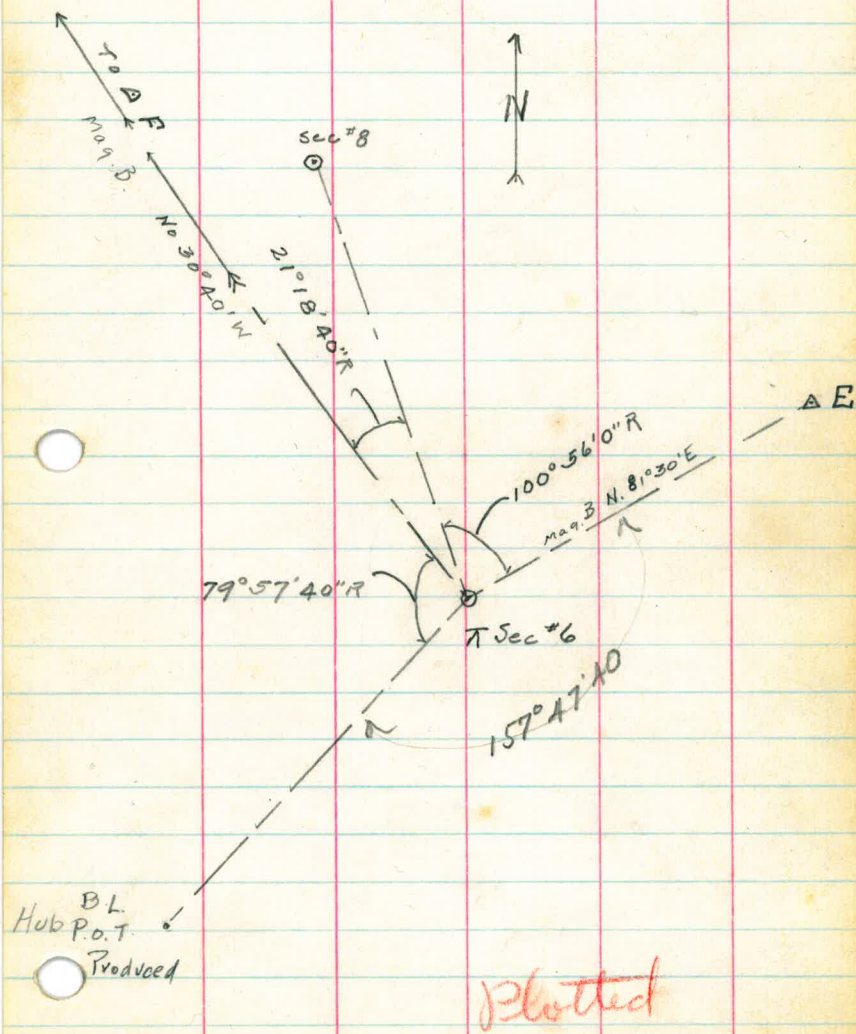 To △ F
Mag. B.
No 30°40' W
sec #8
N
21°18'40"R
△ E
100°56'0"R
Mag. B N. 81°30'E
79°57'40"R
⊼ Sec #6
157°47'40
B.L.
Hub P.O.T.
Produced
Plotted